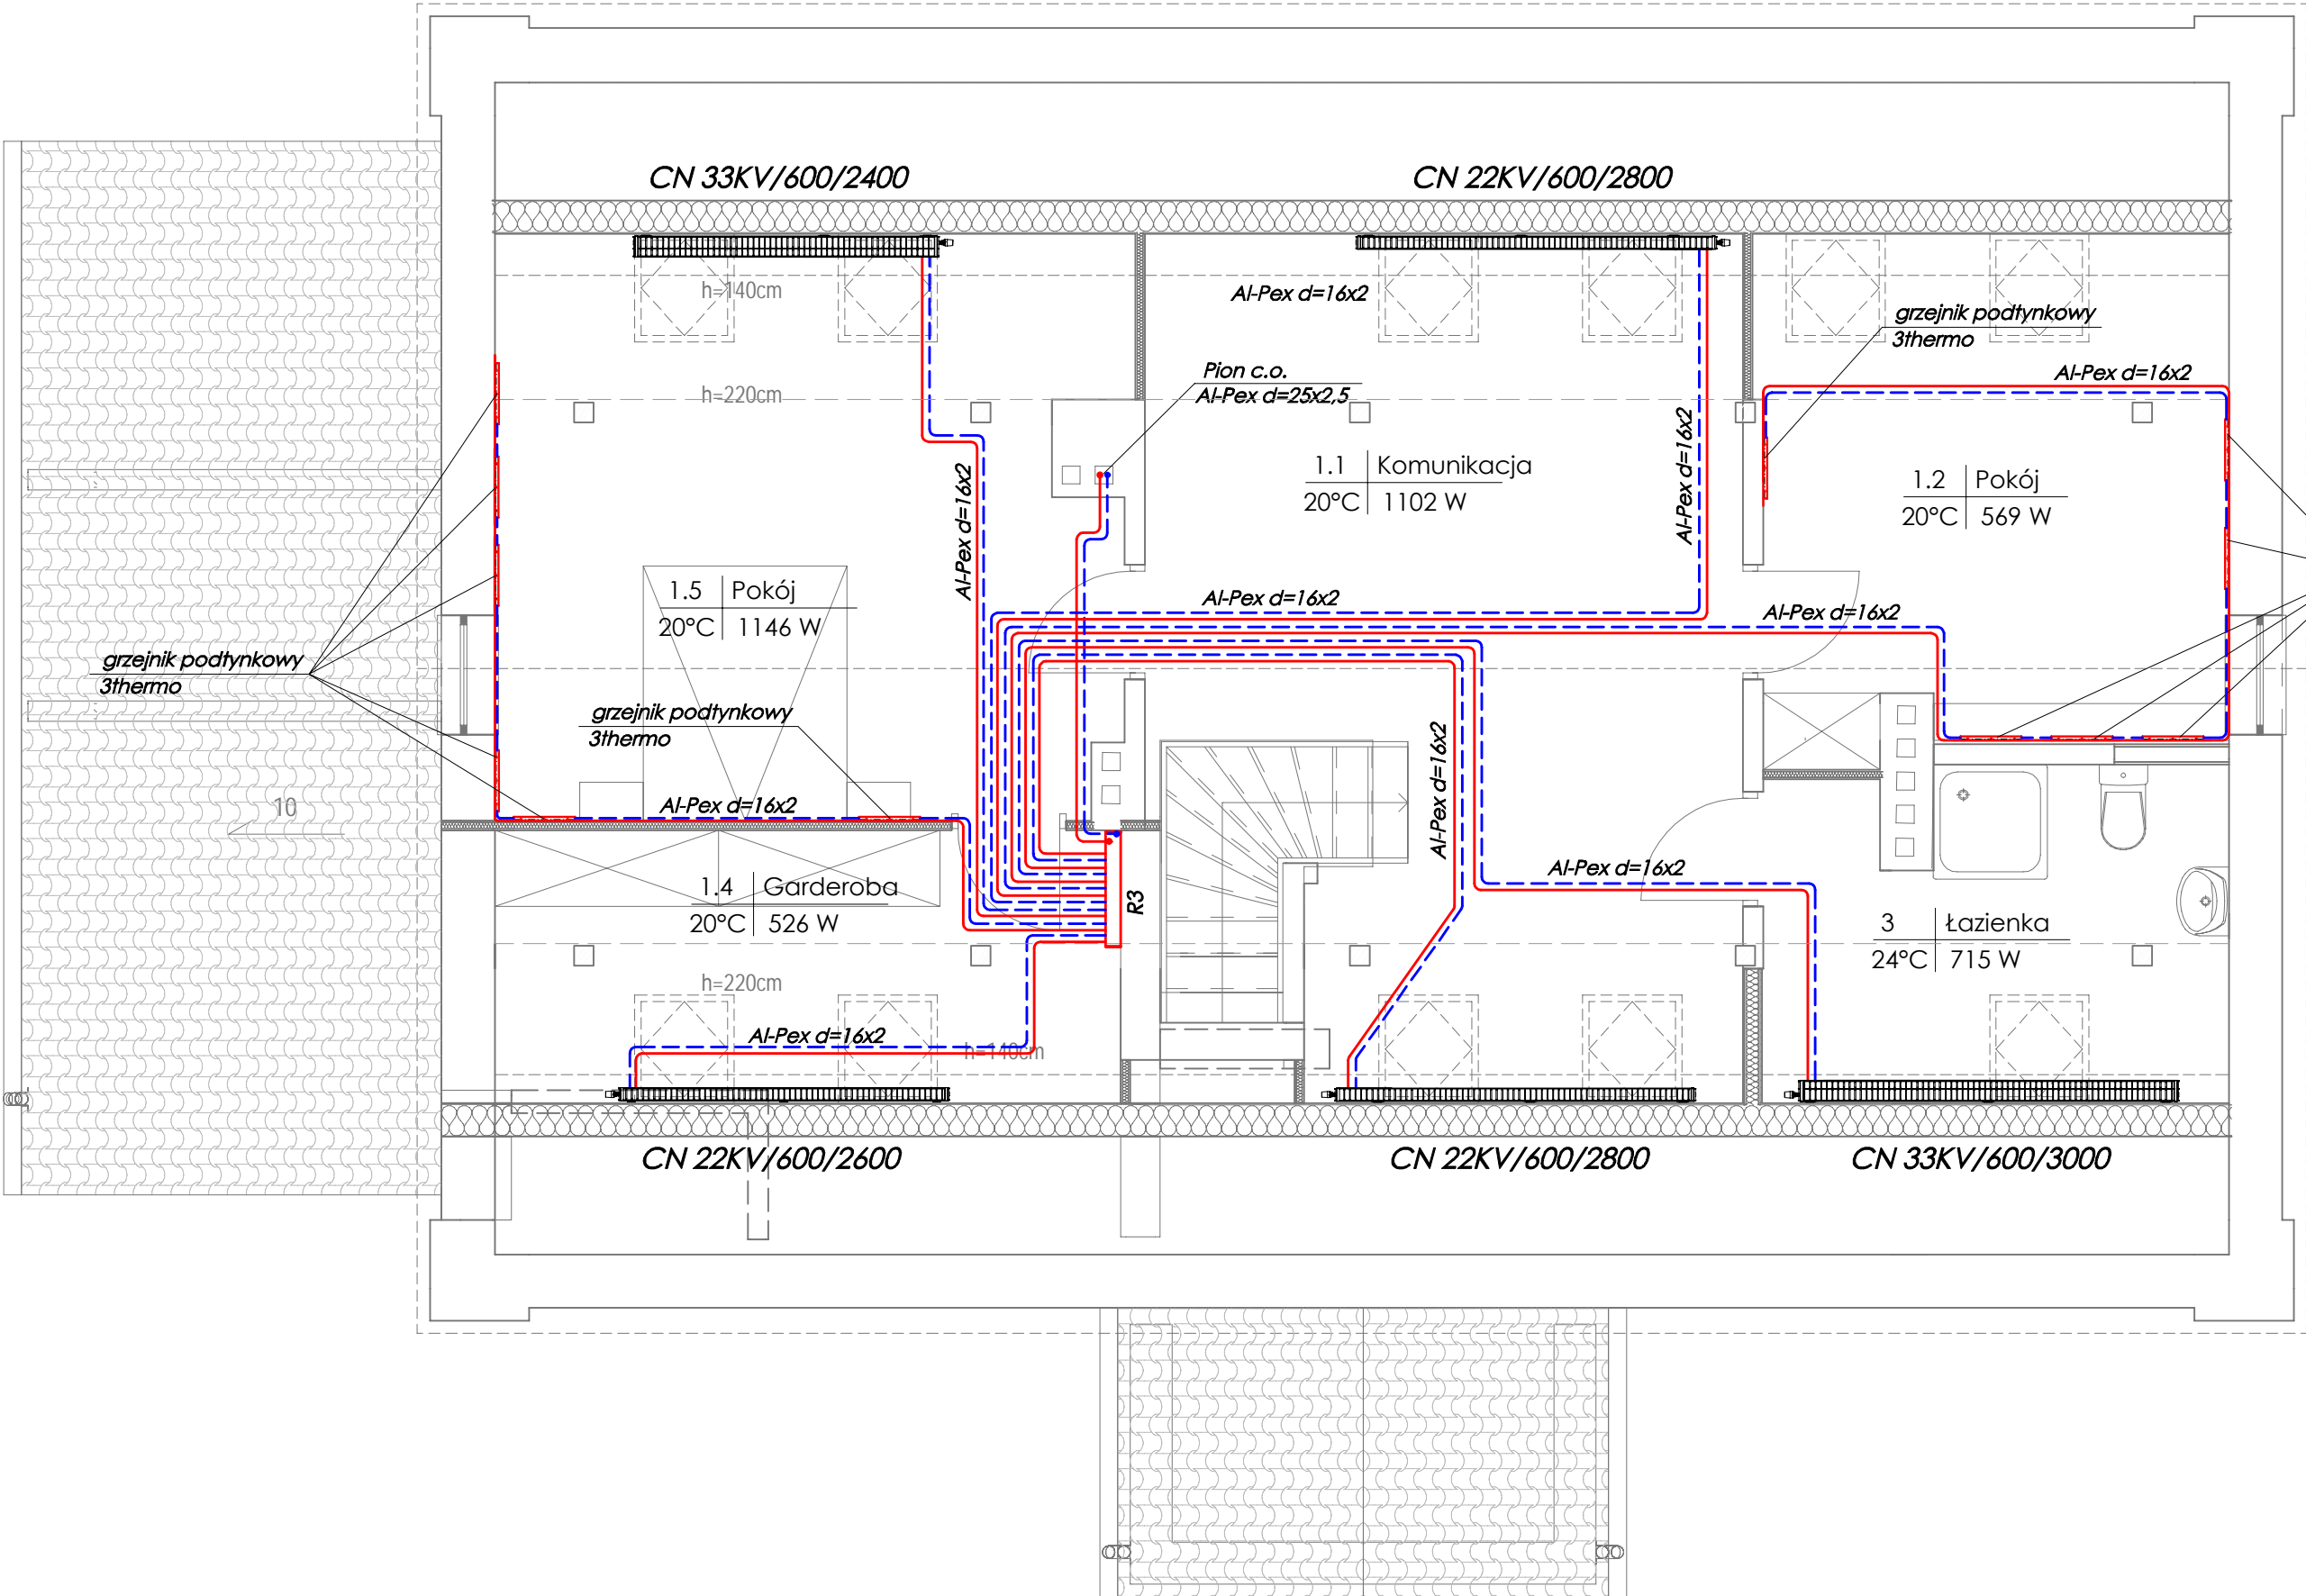 CN 33KV/600/2400
CN 22KV/600/2800
h=140cm
Al-Pex d=16x2
grzejnik podtynkowy
3thermo
Pion c.o.
Al-Pex d=25x2,5
Al-Pex d=16x2
h=220cm
Al-Pex d=16x2
Al-Pex d=16x2
1.1 Komunikacja
20°C 1102 W
1.2 Pokój
20°C 569 W
1.5 Pokój
20°C 1146 W
Al-Pex d=16x2
Al-Pex d=16x2
grzejnik podtynkowy
3thermo
grzejnik podtynkowy
3thermo
Al-Pex d=16x2
10
Al-Pex d=16x2
Al-Pex d=16x2
1.4 Garderoba
20°C 526 W
R3
3 Łazienka
24°C 715 W
h=220cm
Al-Pex d=16x2
h=140cm
CN 22KV/600/2600
CN 22KV/600/2800
CN 33KV/600/3000